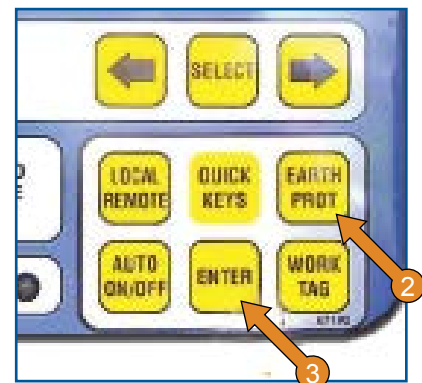 SELECT
LOCAL REMOTE
QUICK KEYS
EARTH PROT
AUTO ON/OFF
ENTER
WORK TAG
2
3